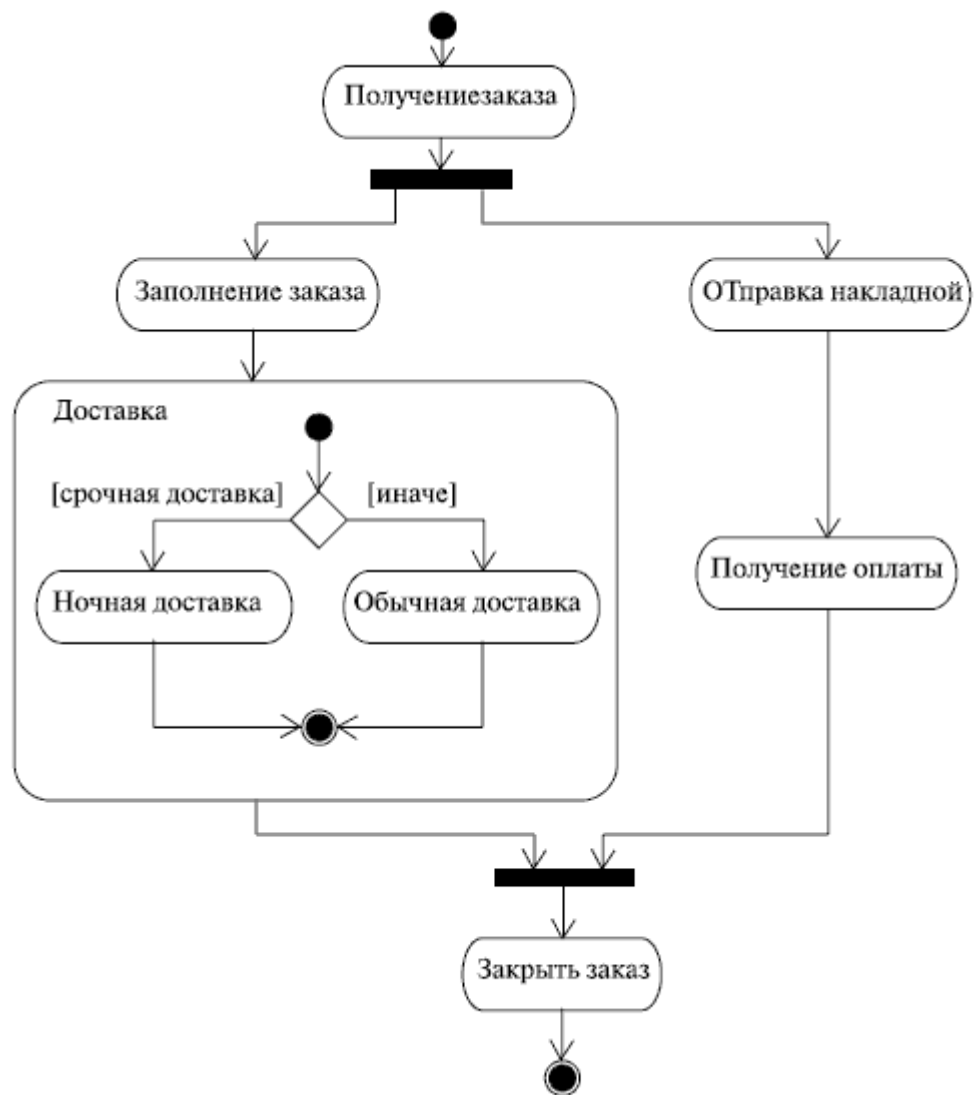 Получениезаказа
Заполнение заказа
ОТправка накладной
Доставка
[срочная доставка]
[иначе]
Ночная доставка
Обычная доставка
Получение оплаты
Закрыть заказ